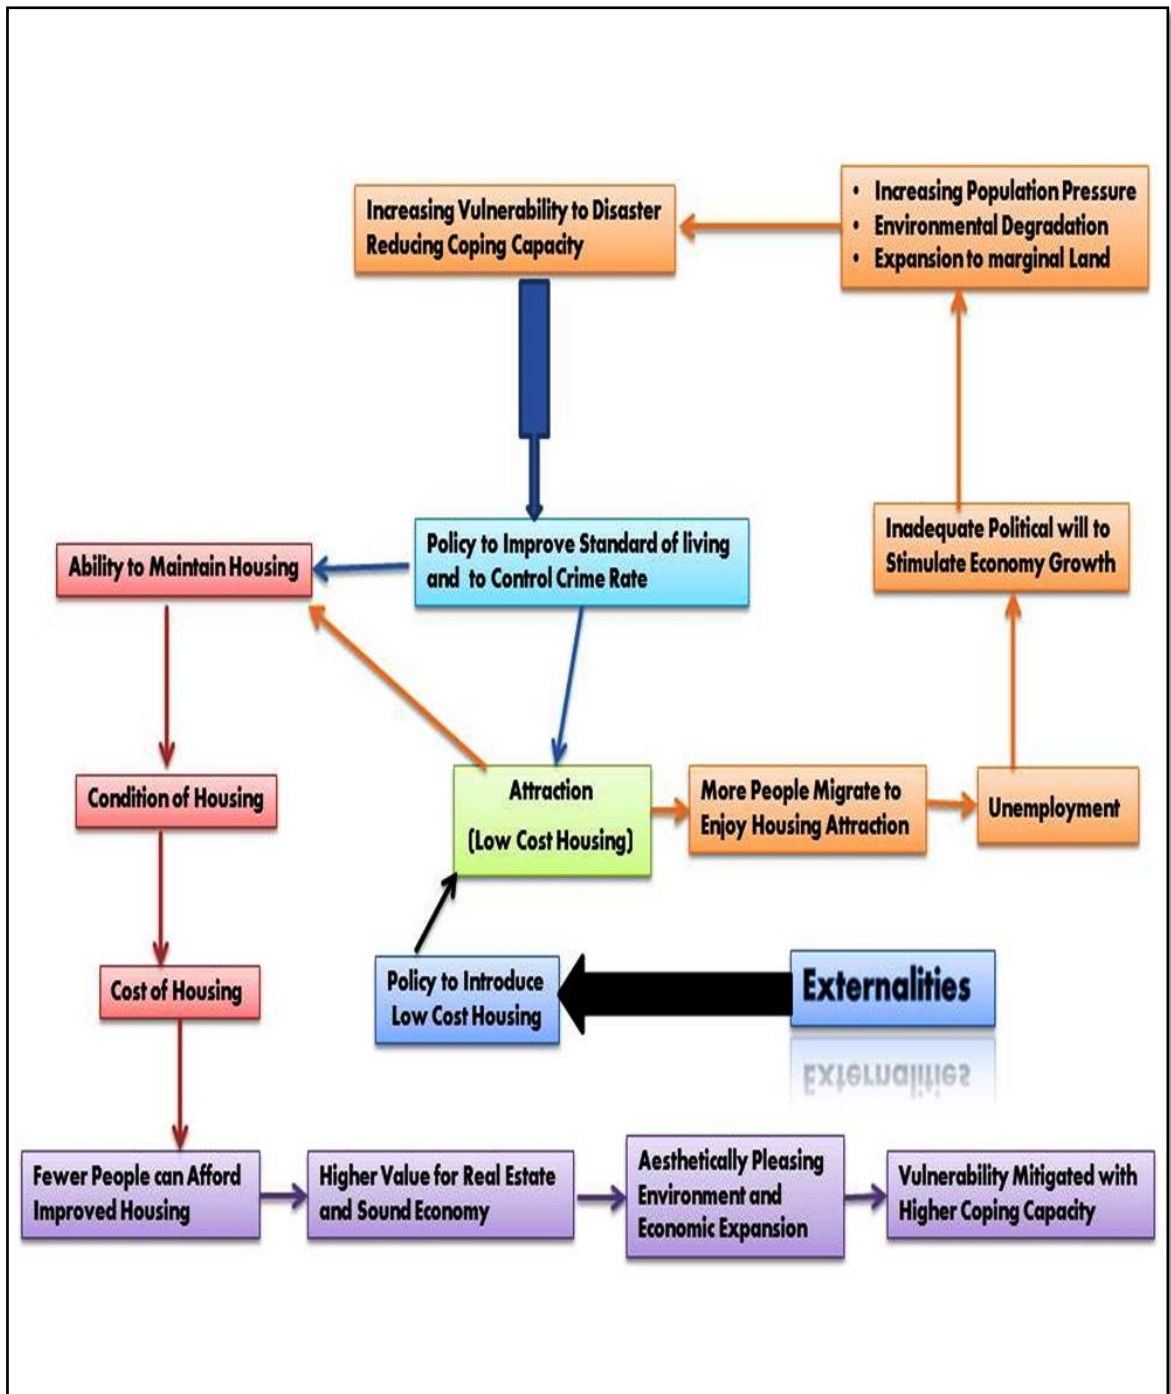 Increasing Vulnerability to Disaster
Reducing Coping Capacity
• Increasing Population Pressure
• Environmental Degradation
• Expansion to marginal Land
Policy to Improve Standard of living
and to Control Crime Rate
Inadequate Political will to
Stimulate Economy Growth
Ability to Maintain Housing
Condition of Housing
Attraction
(Low Cost Housing)
More People Migrate to
Enjoy Housing Attraction
Unemployment
Cost of Housing
Policy to Introduce
Low Cost Housing
Externalities
Externalities
Fewer People can Afford
Improved Housing
Higher Value for Real Estate
and Sound Economy
Aesthetically Pleasing
Environment and
Economic Expansion
Vulnerability Mitigated with
Higher Coping Capacity